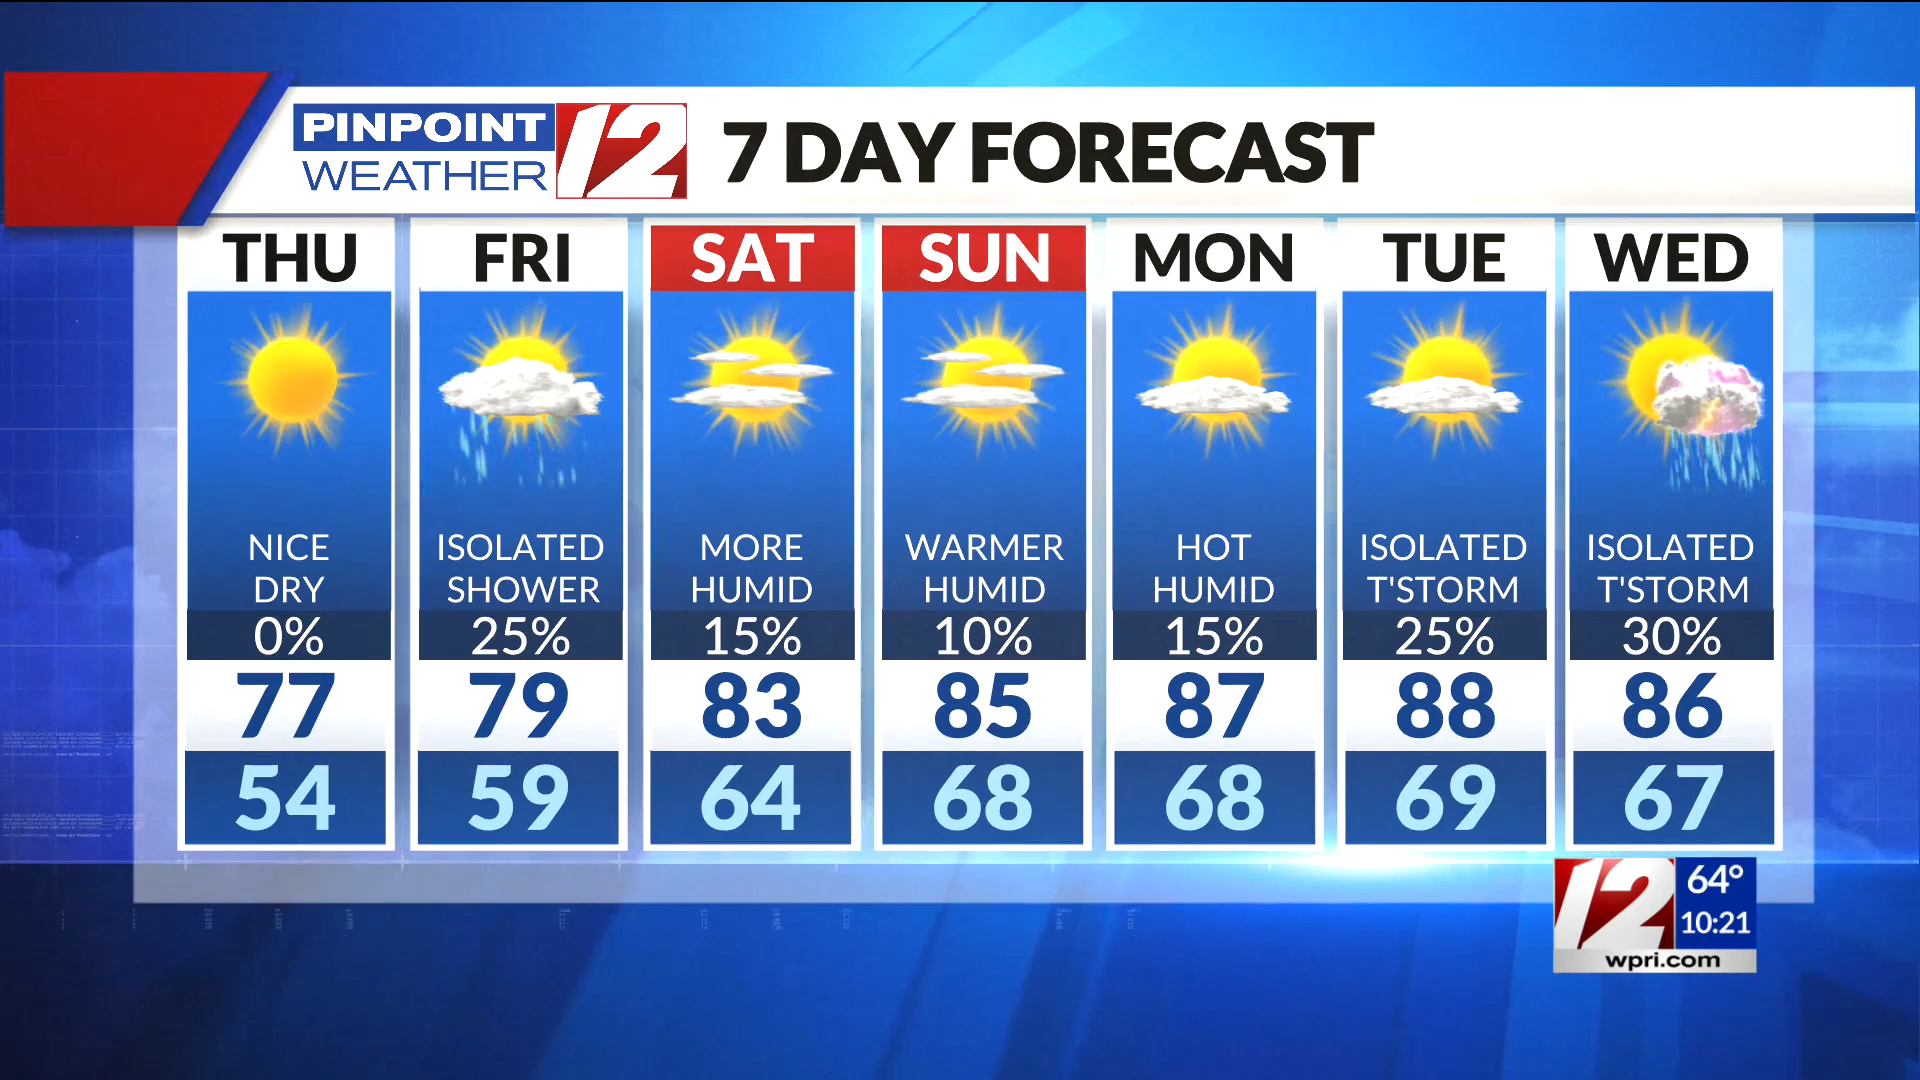 PINPOINT
WEATHER 12
7 DAY FORECAST
THU
NICE
DRY
0%
77
54
FRI
ISOLATED
SHOWER
25%
79
59
SAT
MORE
HUMID
15%
83
64
SUN
WARMER
HUMID
10%
85
68
MON
HOT
HUMID
15%
87
68
TUE
ISOLATED
T'STORM
25%
88
69
WED
ISOLATED
T'STORM
30%
86
67
12
64°
10:21
wpri.com